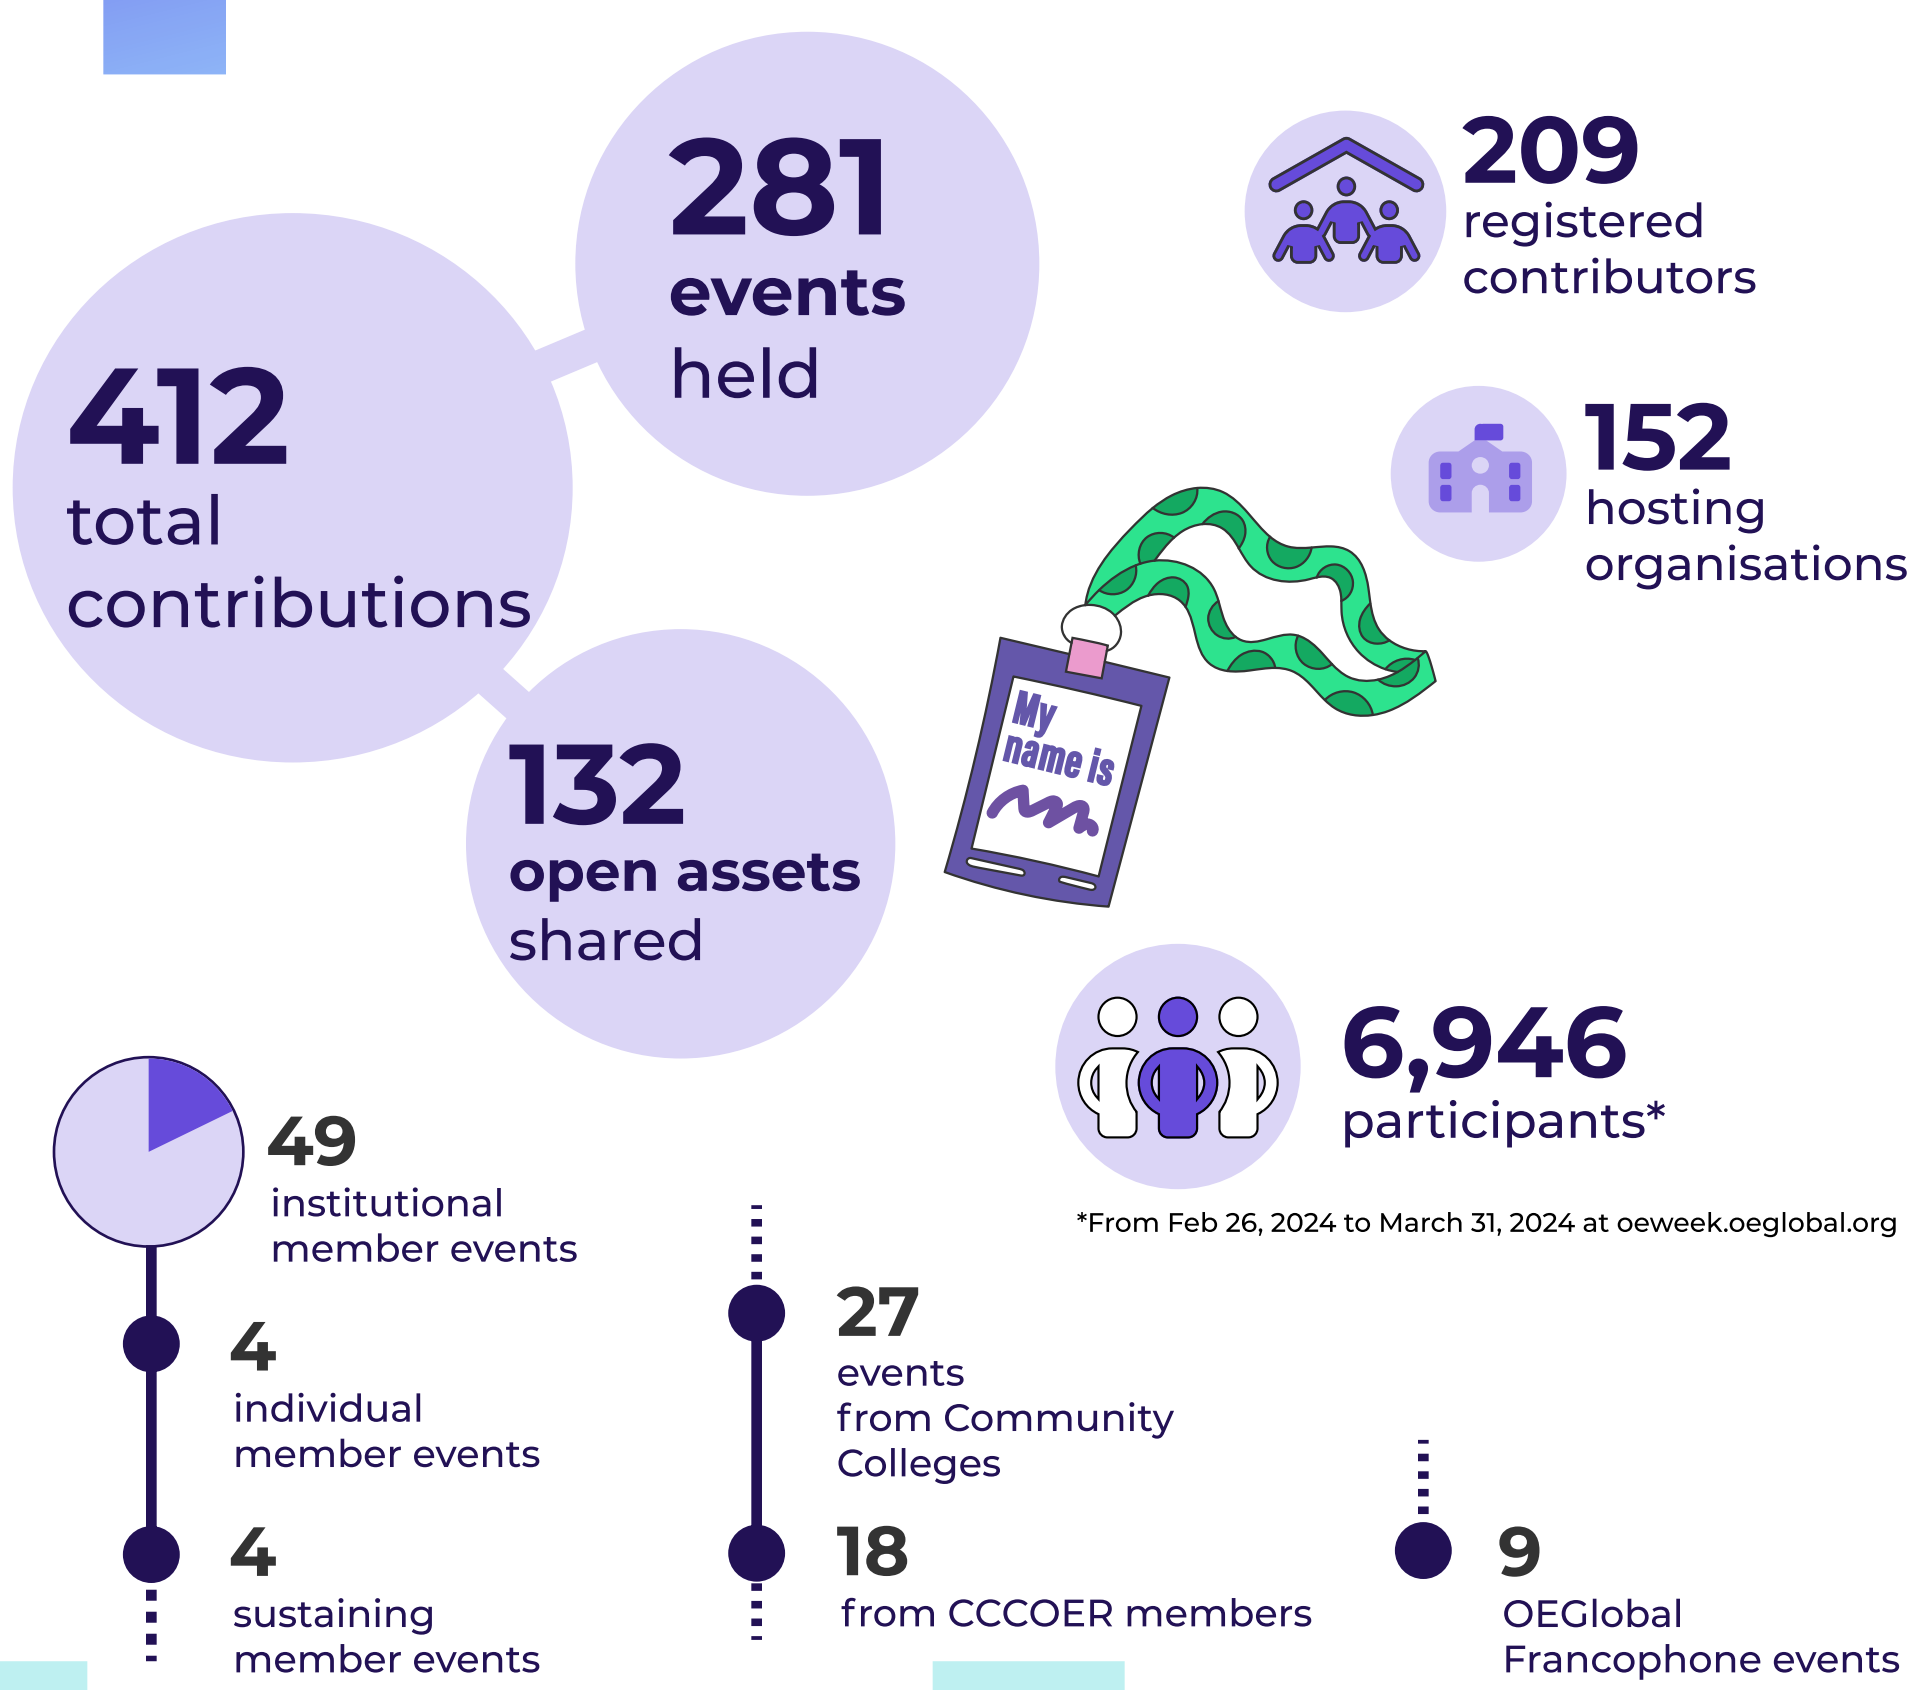 281
events
held
412
total
contributions
132
open assets
shared
209
registered
contributors
152
hosting
organisations
My
name is
6,946
participants*
*From Feb 26, 2024 to March 31, 2024 at oeweek.oeglobal.org
49
institutional
member events
4
individual
member events
4
sustaining
member events
27
events
from Community
Colleges
18
from CCCOER members
9
OEGlobal
Francophone events